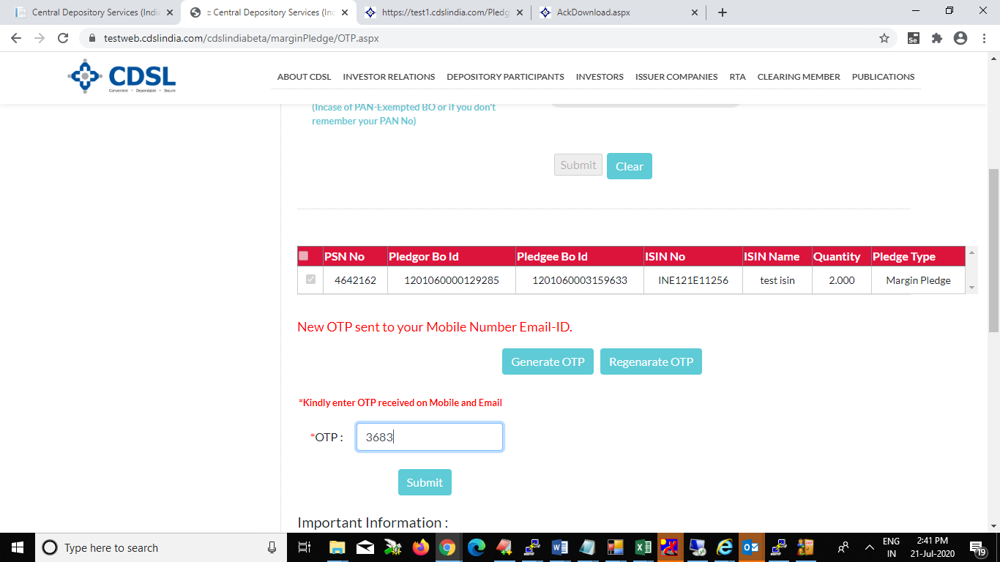 Central Depository Services (India
:: Central Depository Services (Inc
https://test1.cdslindia.com/Pledg
AckDownload.aspx
testweb.cdslindia.com/cdslindiabeta/marginPledge/OTP.aspx
Se
CDSL
Convenient Dependable Secure
ABOUT CDSL INVESTOR RELATIONS DEPOSITORY PARTICIPANTS INVESTORS ISSUER COMPANIES RTA CLEARING MEMBER PUBLICATIONS
(Incase of PAN-Exempted BO or if you don't
remember your PAN No)
Submit Clear
PSN No Pledgor Bo Id Pledgee Bo Id ISIN No ISIN Name Quantity Pledge Type
4642162 1201060000129285 1201060003159633 INE121E11256 test isin 2.000 Margin Pledge
New OTP sent to your Mobile Number Email-ID.
Generate OTP Regenarate OTP
*Kindly enter OTP received on Mobile and Email
*OTP : 3683
Submit
Important Information :
Type here to search
ENG
IN
2:41 PM
21-Jul-2020
19